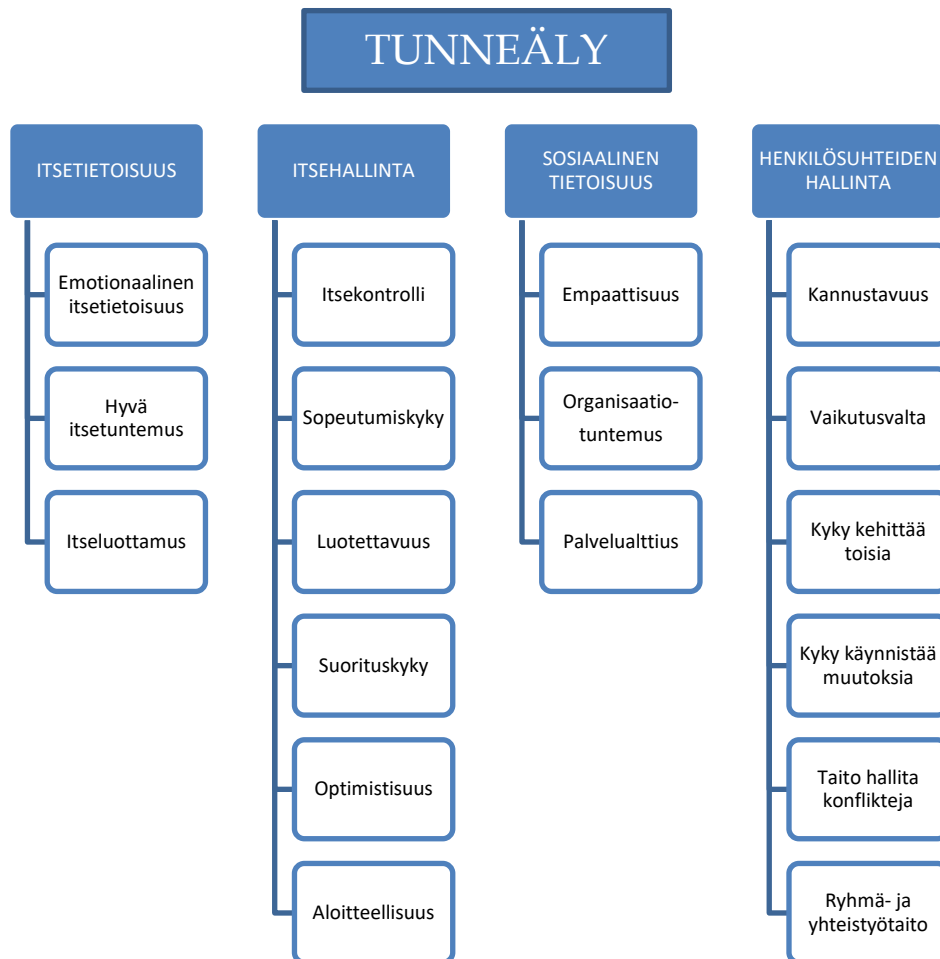 TUNNEÄLY
ITSETIETOISUUS
Emotionaalinen
itsetietoisuus
Hyvä
itsetuntemus
Itseluottamus
ITSEHALLINTA
Itsekontrolli
Sopeutumiskyky
Luotettavuus
Suorituskyky
Optimistisuus
Aloitteellisuus
SOSIAALINEN
TIETOISUUS
Empaattisuus
Organisaatio-
tuntemus
Palvelualttius
HENKILÖSUHTEIDEN
HALLINTA
Kannustavuus
Vaikutusvalta
Kyky kehittää
toisia
Kyky käynnistää
muutoksia
Taito hallita
konflikteja
Ryhmä- ja
yhteistyötaito